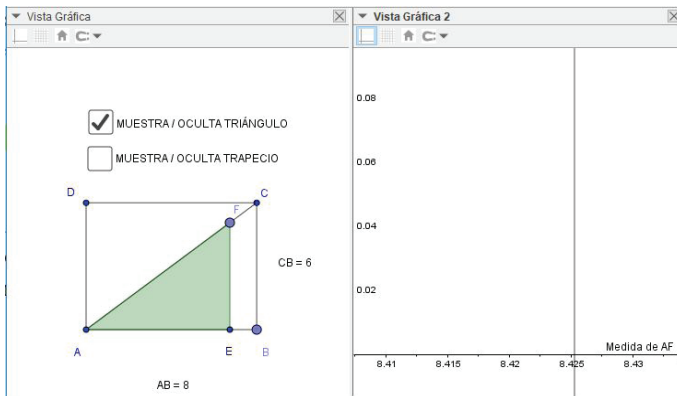 Vista Gráfica
MUESTRA / OCULTA TRIÁNGULO
MUESTRA / OCULTA TRAPECIO
D
C
F
CB = 6
A
E
B
AB = 8
Vista Gráfica 2
0.08
0.06
0.04
0.02
Medida de AF
8.41
8.415
8.42
8.425
8.43